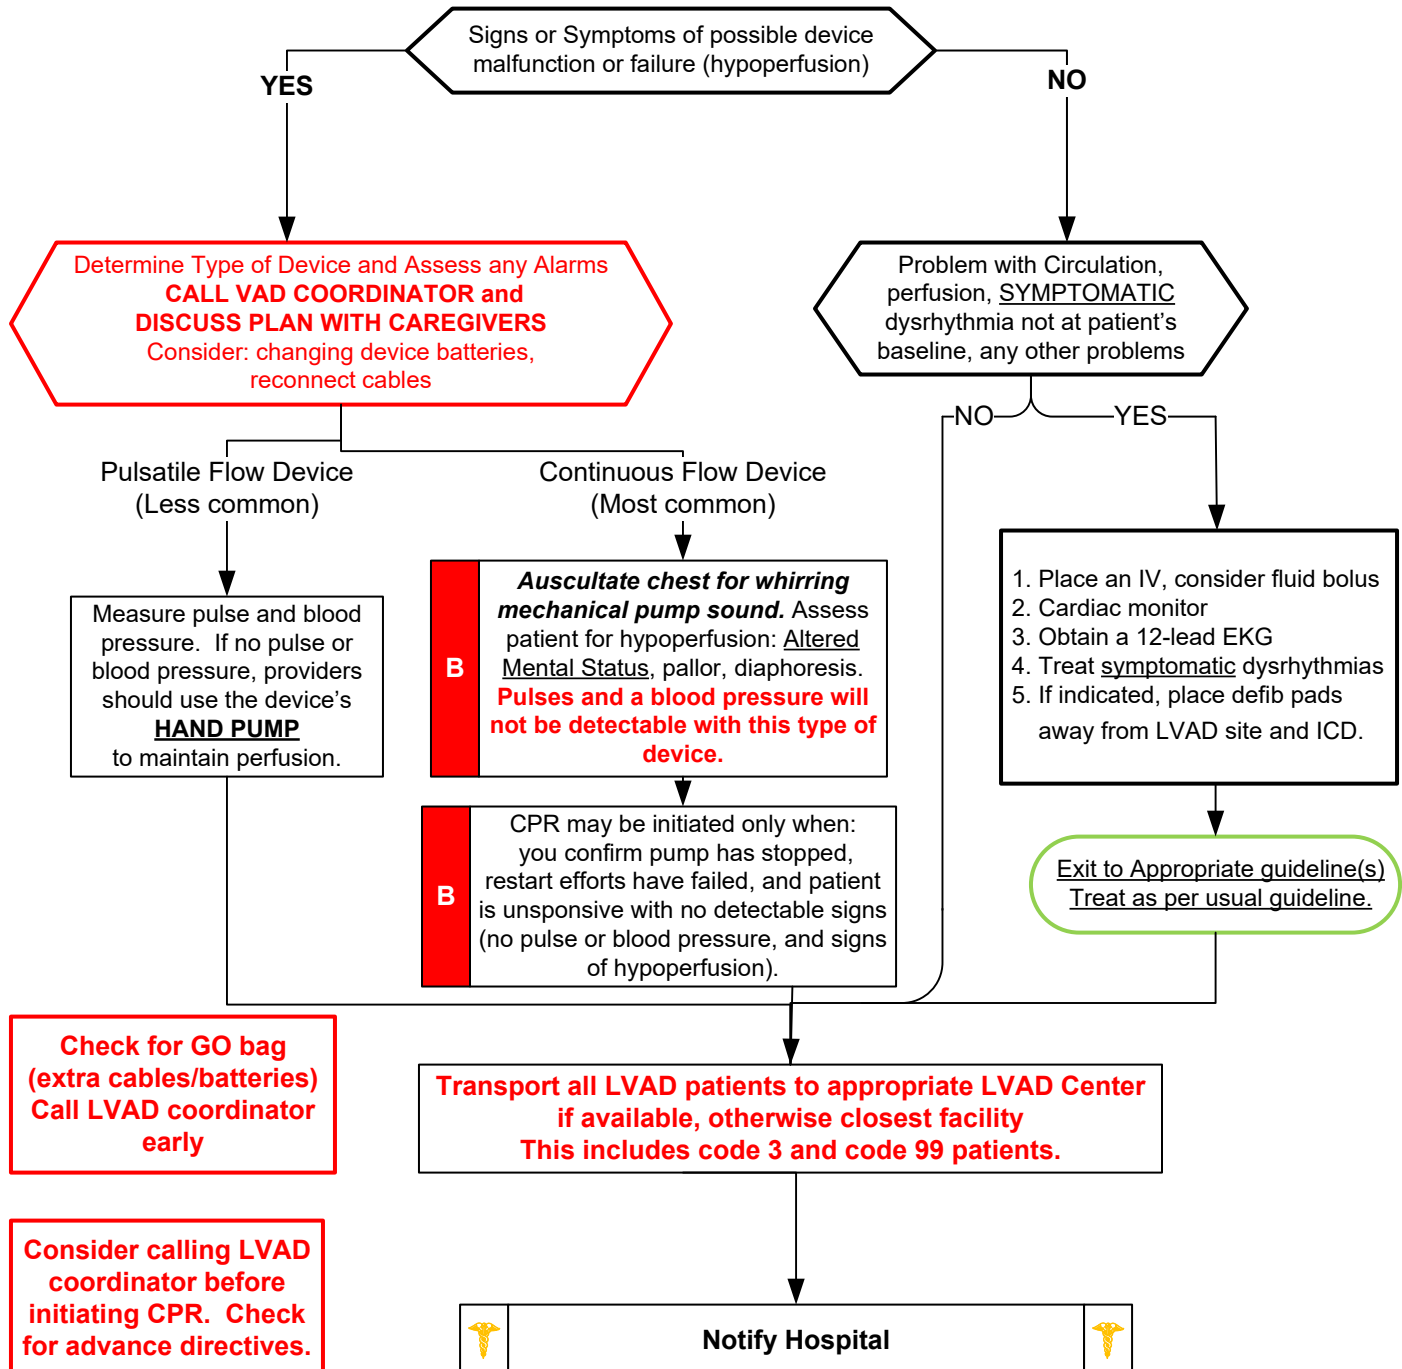 Signs or Symptoms of possible device
malfunction or failure (hypoperfusion)
YES
NO
Determine Type of Device and Assess any Alarms
CALL VAD COORDINATOR and
DISCUSS PLAN WITH CAREGIVERS
Consider: changing device batteries,
reconnect cables
Problem with Circulation,
perfusion, SYMPTOMATIC
dysrhythmia not at patient's
baseline, any other problems
NO
YES
Pulsatile Flow Device
(Less common)
Continuous Flow Device
(Most common)
Measure pulse and blood
pressure. If no pulse or
blood pressure, providers
should use the device's
HAND PUMP
to maintain perfusion.
B
Auscultate chest for whirring
mechanical pump sound. Assess
patient for hypoperfusion: Altered
Mental Status, pallor, diaphoresis.
Pulses and a blood pressure will
not be detectable with this type of
device.
1. Place an IV, consider fluid bolus
2. Cardiac monitor
3. Obtain a 12-lead EKG
4. Treat symptomatic dysrhythmias
5. If indicated, place defib pads
away from LVAD site and ICD.
B
CPR may be initiated only when:
you confirm pump has stopped,
restart efforts have failed, and patient
is unsponsive with no detectable signs
(no pulse or blood pressure, and signs
of hypoperfusion).
Exit to Appropriate guideline(s)
Treat as per usual guideline.
Check for GO bag
(extra cables/batteries)
Call LVAD coordinator
early
Transport all LVAD patients to appropriate LVAD Center
if available, otherwise closest facility
This includes code 3 and code 99 patients.
Consider calling LVAD
coordinator before
initiating CPR. Check
for advance directives.
Notify Hospital